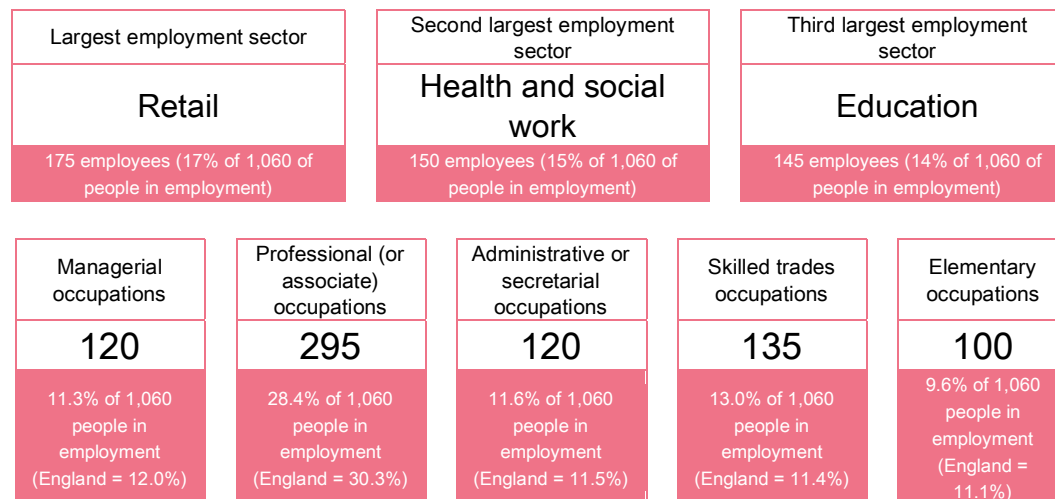 Largest employment sector
Retail
175 employees (17% of 1,060 of
people in employment)
Second largest employment
sector
Health and social
work
150 employees (15% of 1,060 of
people in employment)
Third largest employment
sector
Education
145 employees (14% of 1,060 of
people in employment)
Managerial
occupations
120
11.3% of 1,060
people in
employment
(England = 12.0%)
Professional (or
associate)
occupations
295
28.4% of 1,060
people in
employment
(England = 30.3%)
Administrative or
secretarial
occupations
120
11.6% of 1,060
people in
employment
(England = 11.5%)
Skilled trades
occupations
135
13.0% of 1,060
people in
employment
(England = 11.4%)
Elementary
occupations
100
9.6% of 1,060
people in
employment
(England =
11.1%)